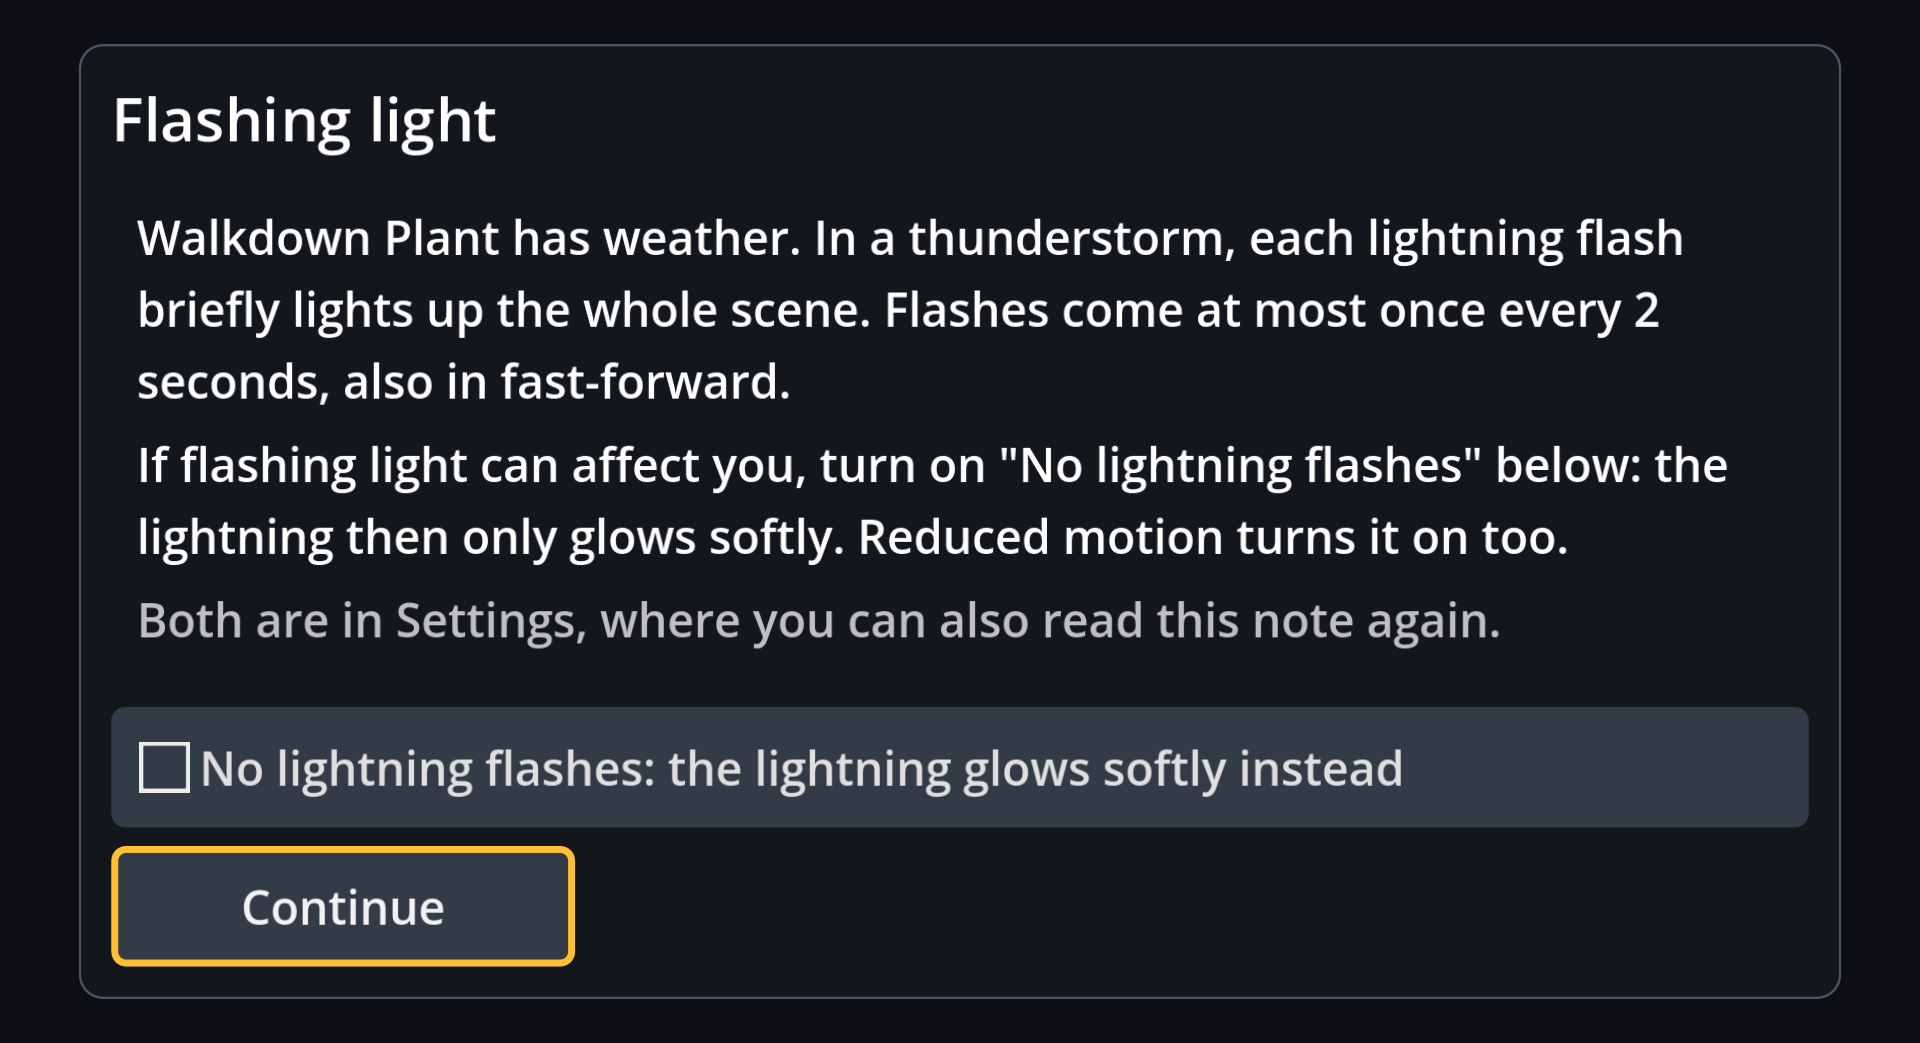 Flashing light
Walkdown Plant has weather. In a thunderstorm, each lightning flash
briefly lights up the whole scene. Flashes come at most once every 2
seconds, also in fast-forward.
If flashing light can affect you, turn on "No lightning flashes" below: the
lightning then only glows softly. Reduced motion turns it on too.
Both are in Settings, where you can also read this note again.
No lightning flashes: the lightning glows softly instead
Continue